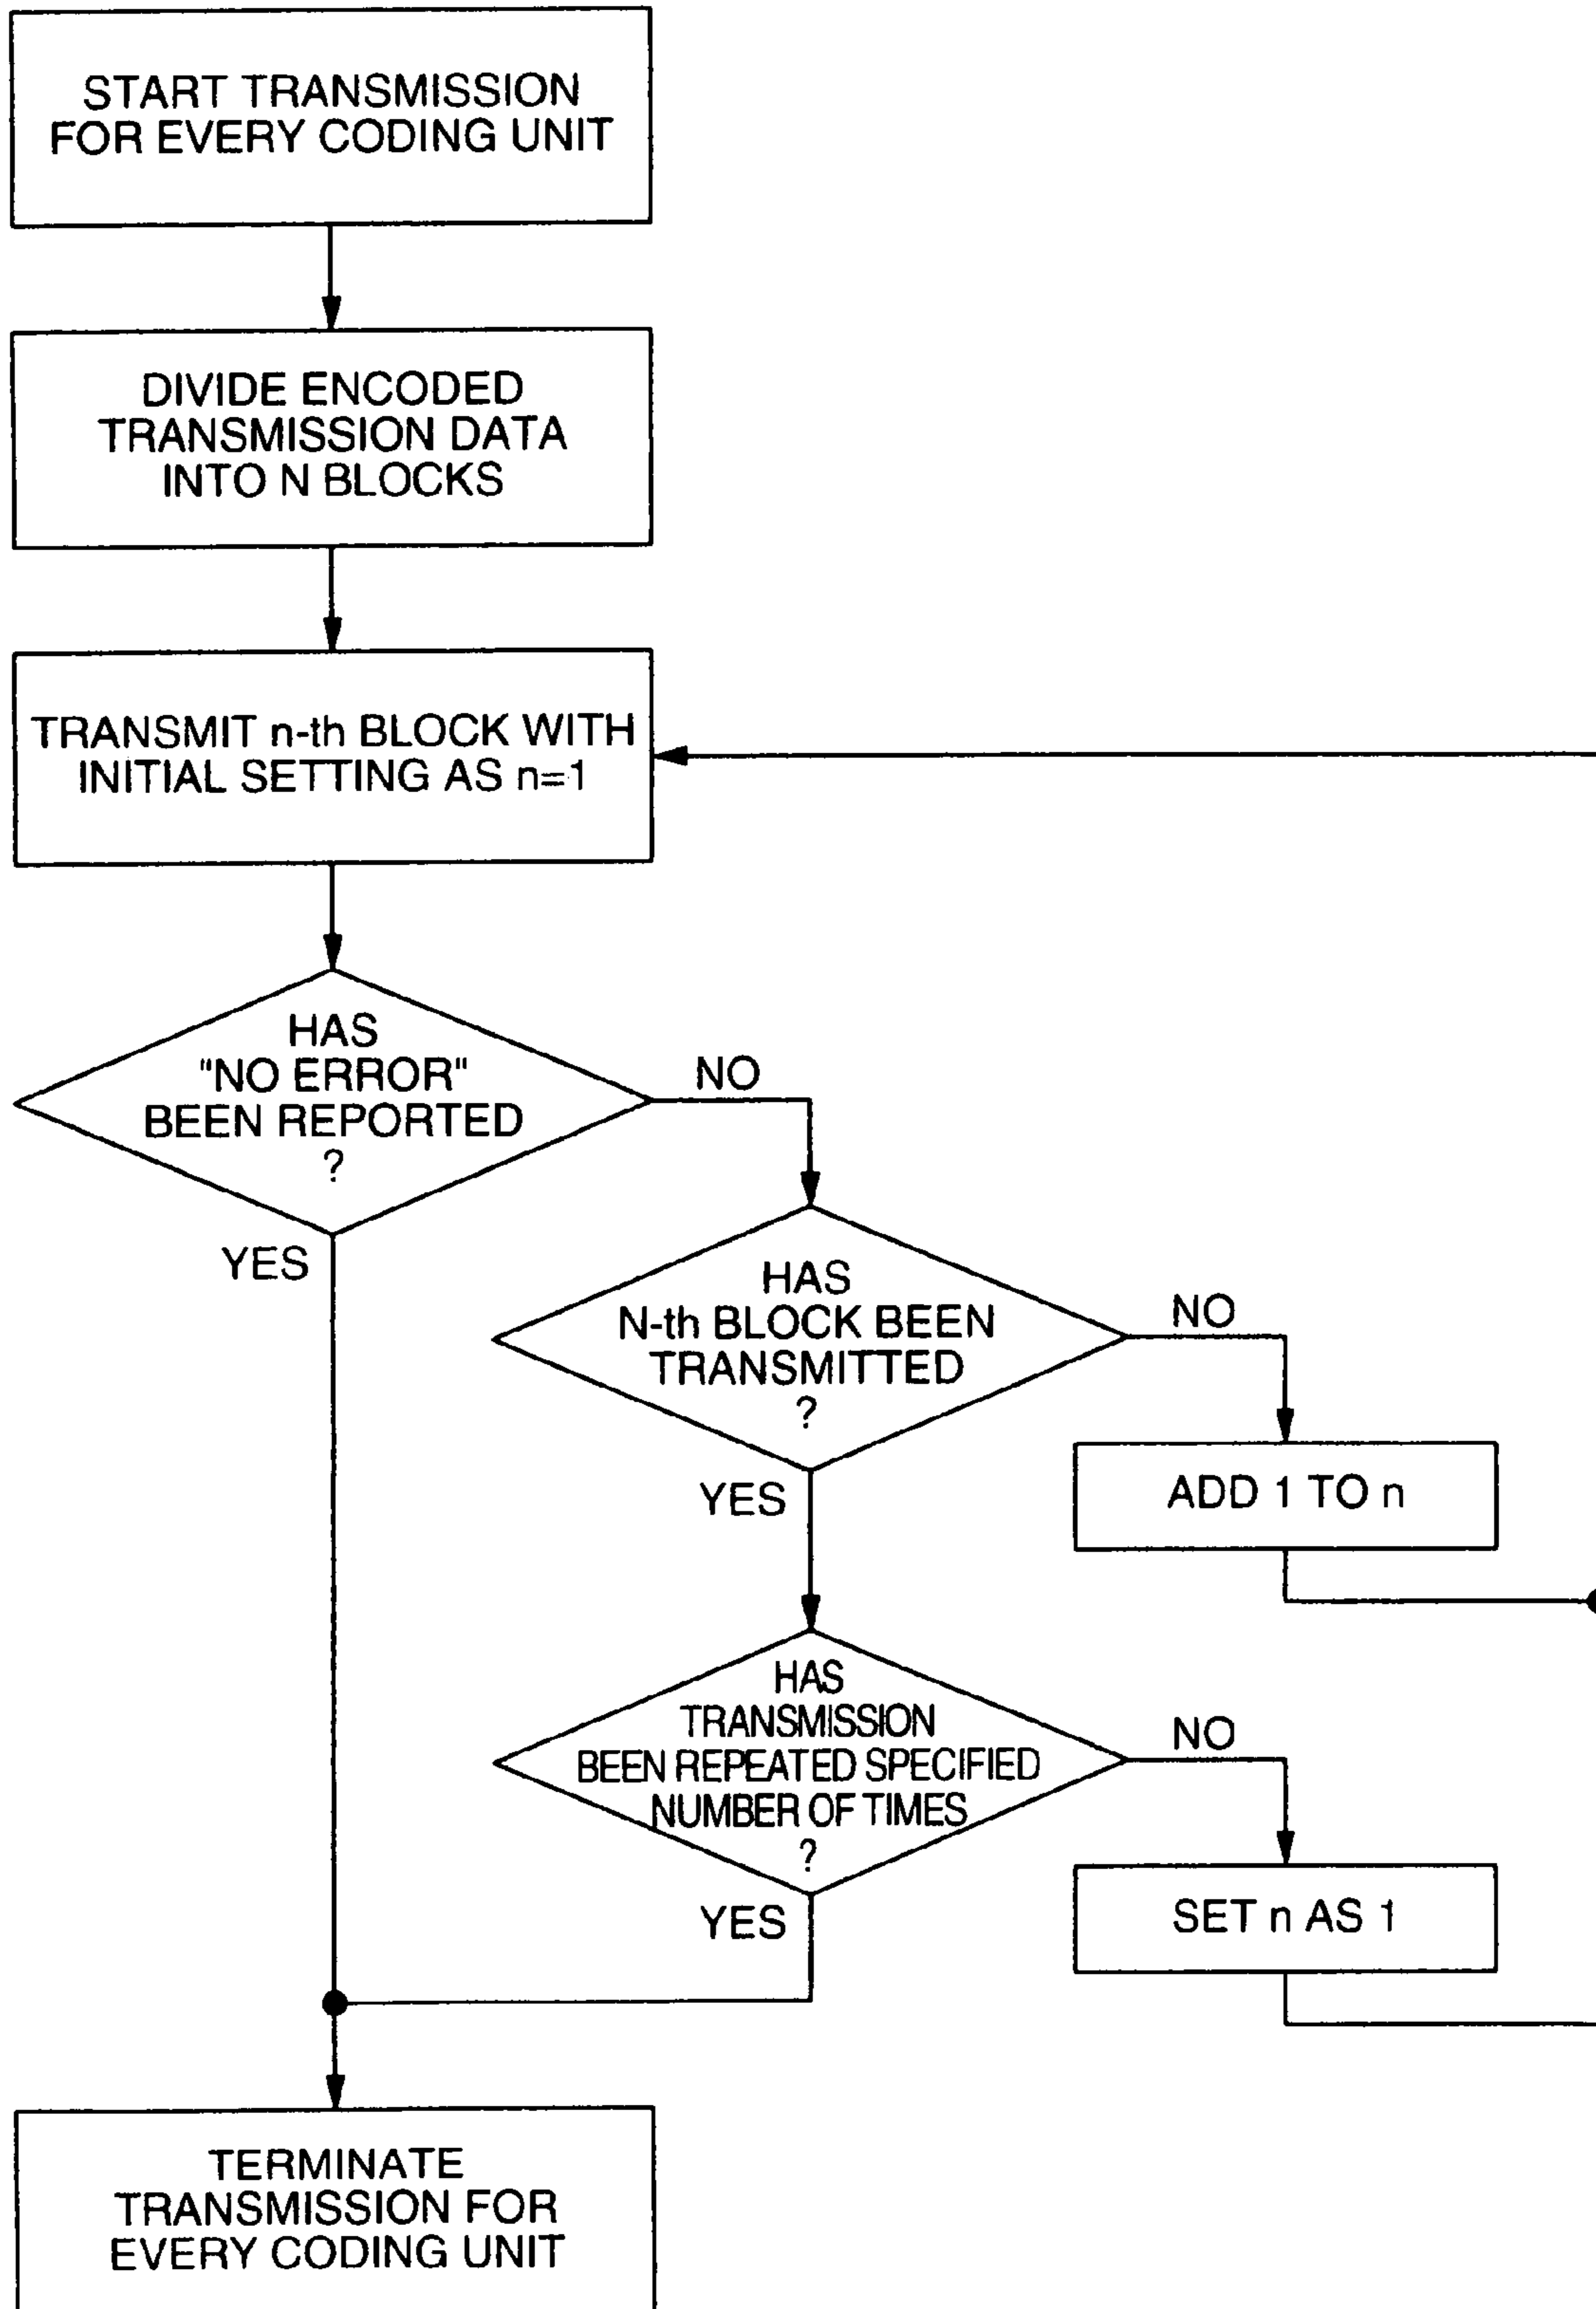 START TRANSMISSION
FOR EVERY CODING UNIT
DIVIDE ENCODED
TRANSMISSION DATA
INTO N BLOCKS
TRANSMIT n-th BLOCK WITH
INITIAL SETTING AS n=1
HAS
"NO ERROR"
BEEN REPORTED
?
NO
YES
HAS
N-th BLOCK BEEN
TRANSMITTED
?
NO
YES
ADD 1 TO n
HAS
TRANSMISSION
BEEN REPEATED SPECIFIED
NUMBER OF TIMES
?
NO
YES
SET n AS 1
TERMINATE
TRANSMISSION FOR
EVERY CODING UNIT